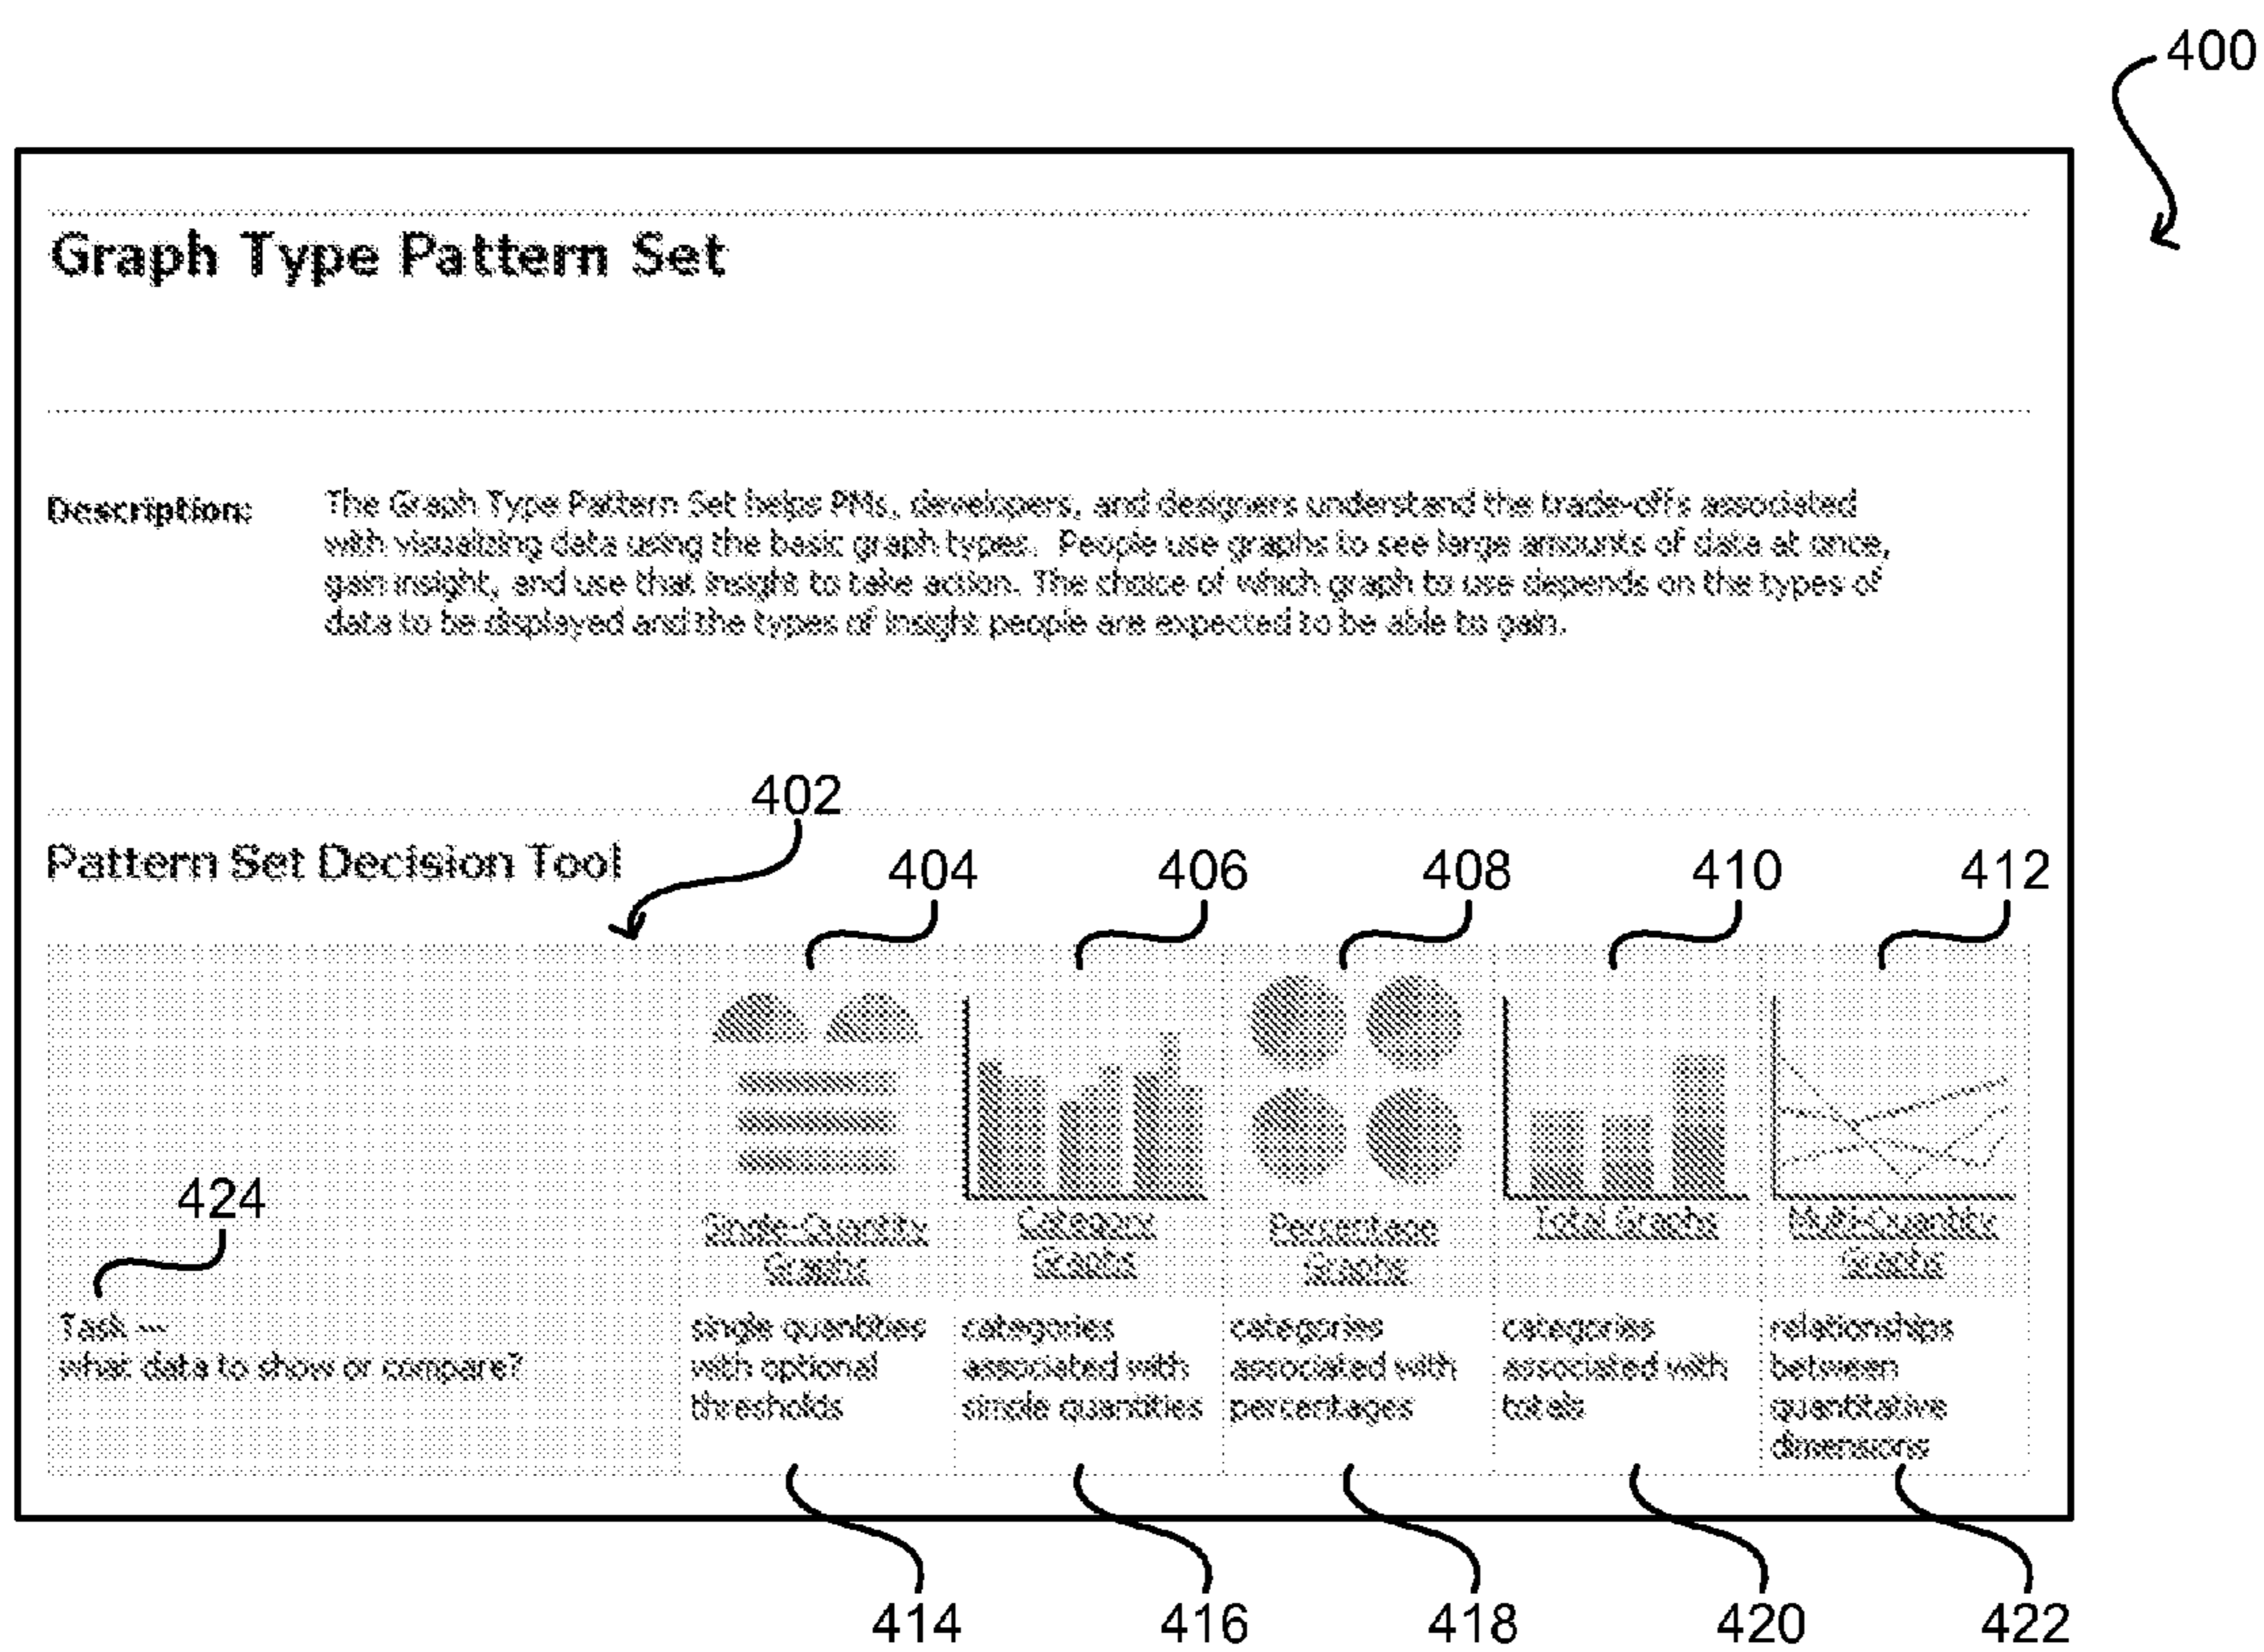 400
Graph Type Pattern Set
Description:
The Graph Type Pattern Set helps PMs, developers, and designers understand the trade-offs associated
with visualizing data using the basic graph types. People use graphs to see large amounts of data at once,
gain insight, and use that insight to take action. The choice of which graph to use depends on the types of
data to be displayed and the types of insight people are expected to be able to gain.
402
Pattern Set Decision Tool
404 406 408 410 412
424
Single-Quantity
Graphs
Category
Graphs
Percentage
Graphs
Total Graphs
Multi-Quantity
Graphs
Task ---
what data to show or compare?
single quantities
with optional
thresholds
categories
associated with
simple quantities
categories
associated with
percentages
categories
associated with
totals
relationships
between
quantitative
dimensions
414 416 418 420 422